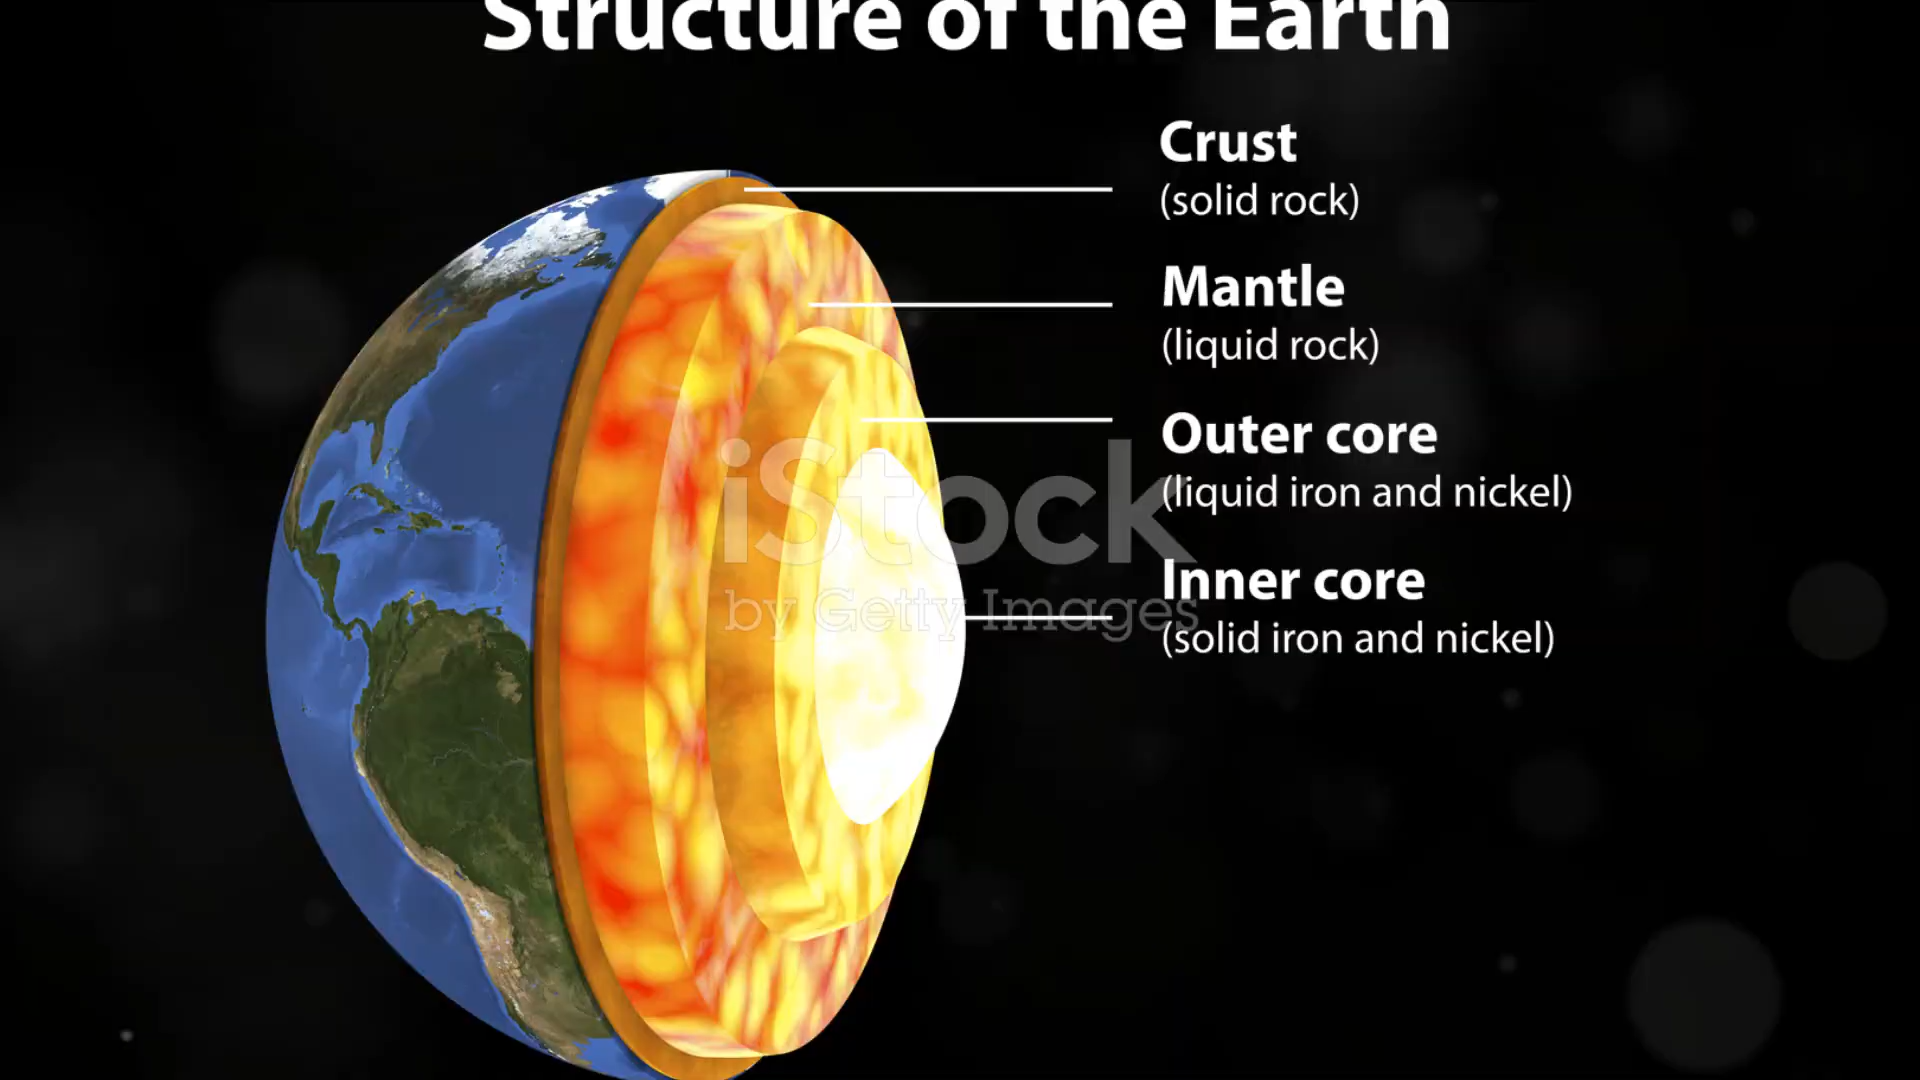 Structure of the Earth
Crust
(solid rock)
Mantle
(liquid rock)
Outer core
(liquid iron and nickel)
iStock
by Getty Images
Inner core
(solid iron and nickel)